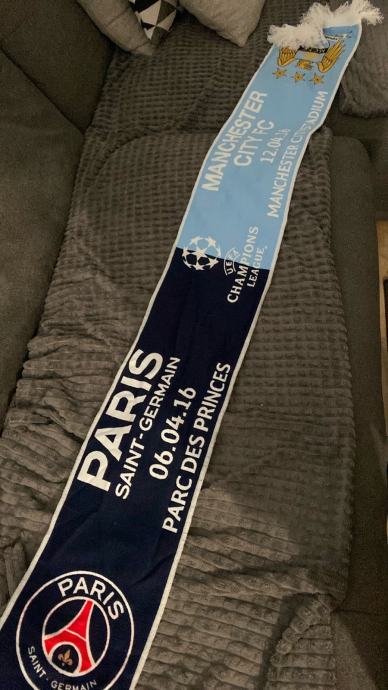 MANCHESTER
CITY FC
12.04.16
MANCHESTER CITY STADIUM
UEFA
CHAMPIONS
LEAGUE®
PARIS
SAINT-GERMAIN
06.04.16
PARC DES PRINCES
PARIS
SAINT-GERMAIN